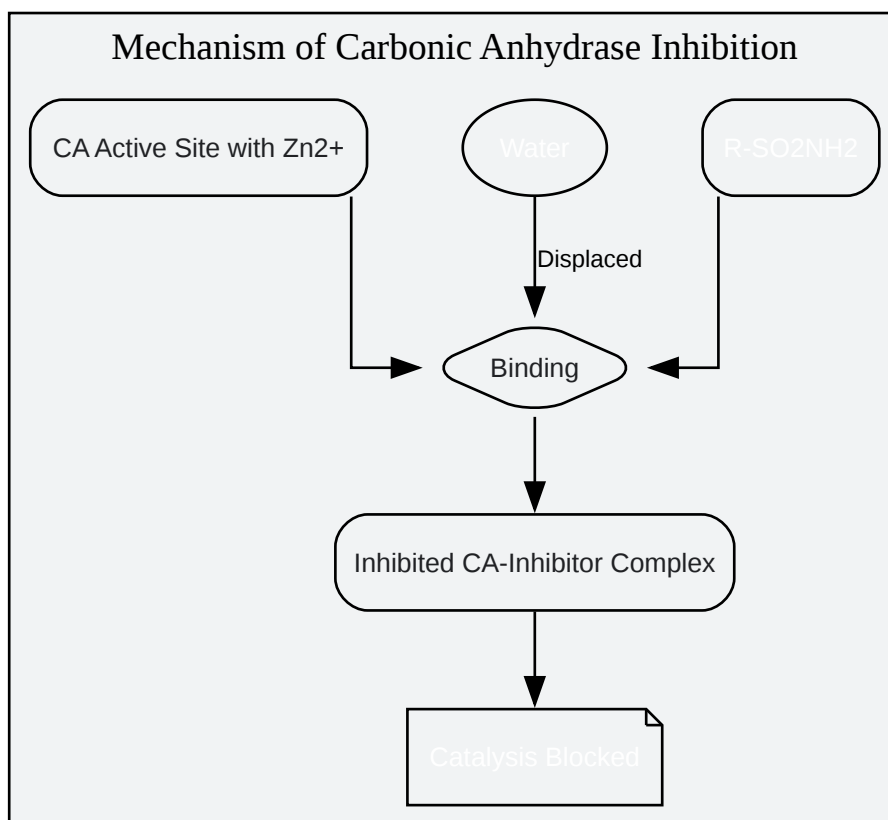 Mechanism of Carbonic Anhydrase Inhibition
CA Active Site with Zn2+
Water
R-SO2NH2
Displaced
Binding
Inhibited CA-Inhibitor Complex
Catalysis Blocked